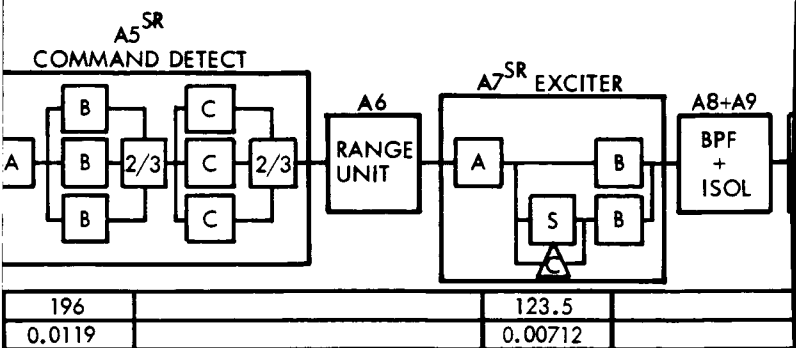 A5SR
COMMAND DETECT
A7SR EXCITER
A6
A8+A9
A
B
B
B
2/3
C
C
C
2/3
RANGE
UNIT
A
B
S
B
C
BPF
+
ISOL
196
123.5
0.0119
0.00712